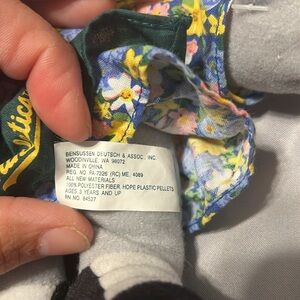 BENSUSSEN DEUTSCH & ASSOC., INC.
WOODINVILLE, WA 98072
MADE IN CHINA
REG. NO. PA-7326 (RC) ME, 4089
ALL NEW MATERIALS
100% POLYESTER FIBER, HDPE PLASTIC PELLETS
AGES 3 YEARS AND UP
RN NO. 84527